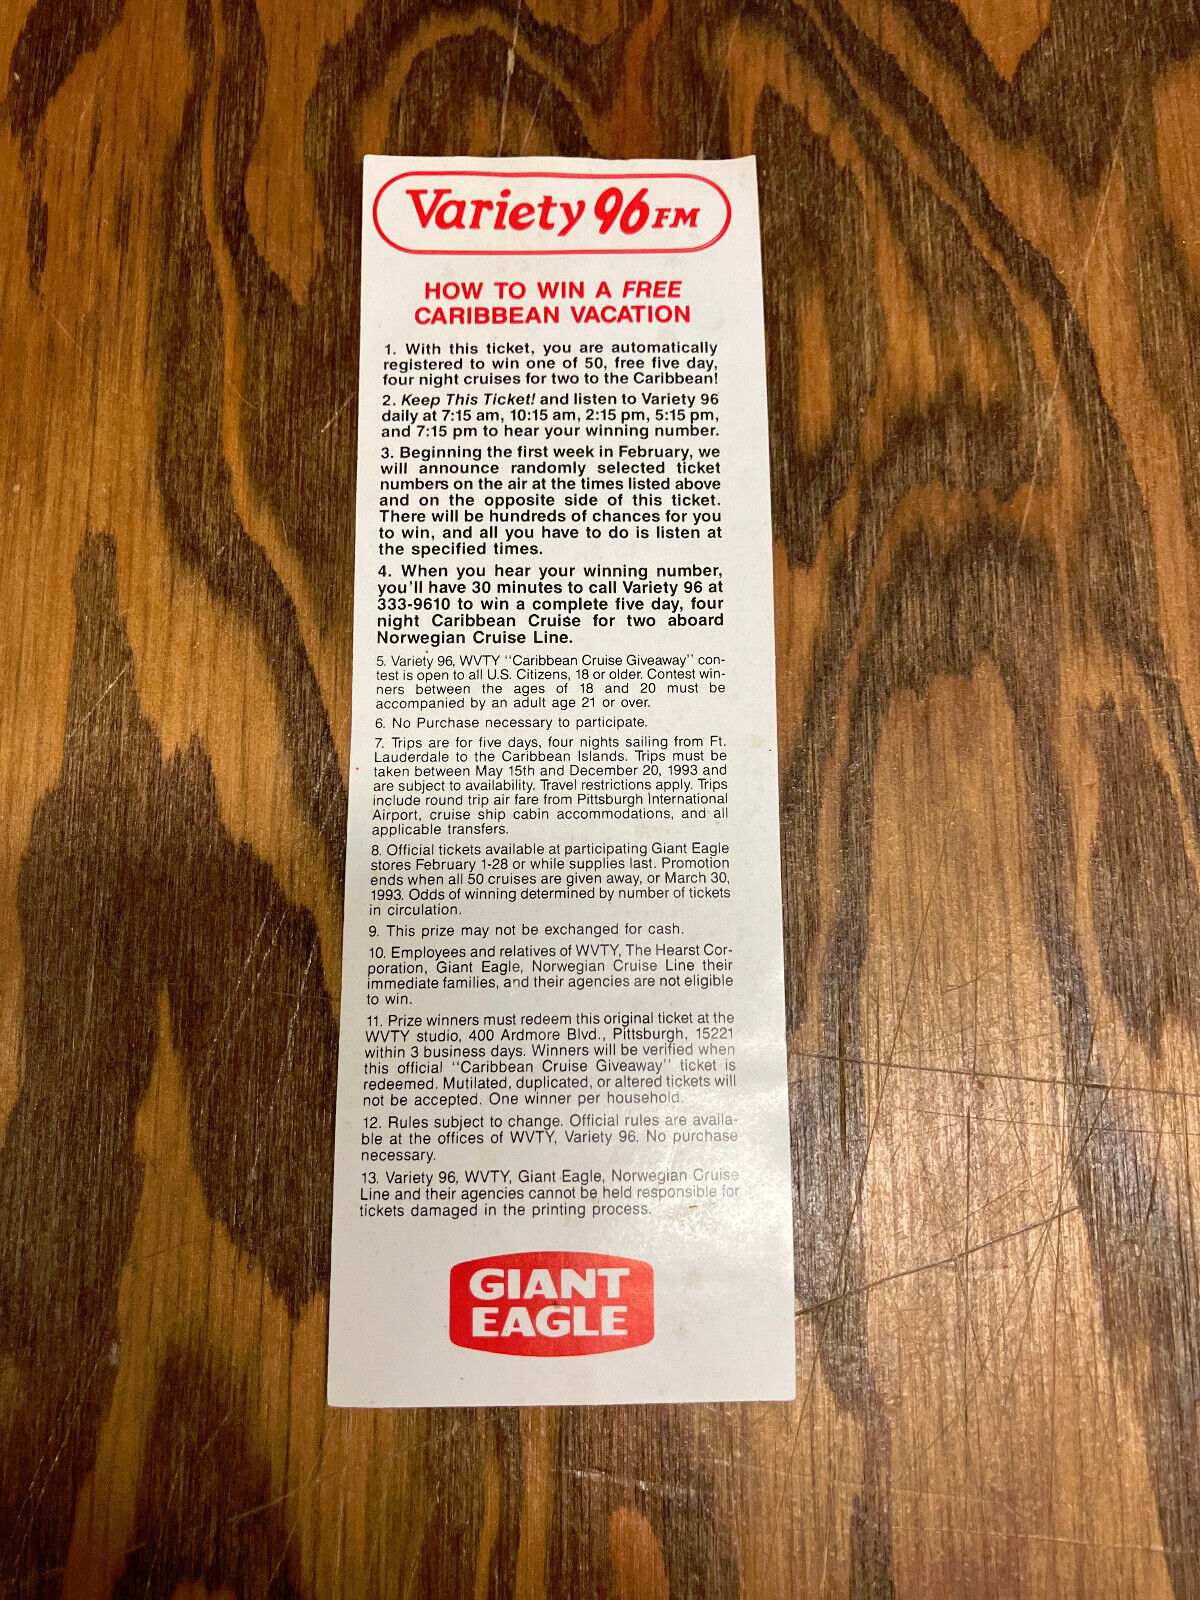 Variety 96 FM
HOW TO WIN A FREE
CARIBBEAN VACATION
1. With this ticket, you are automatically
registered to win one of 50, free five day,
four night cruises for two to the Caribbean!
2. Keep This Ticket! and listen to Variety 96
daily at 7:15 am, 10:15 am, 2:15 pm, 5:15 pm,
and 7:15 pm to hear your winning number.
3. Beginning the first week in February, we
will announce randomly selected ticket
numbers on the air at the times listed above
and on the opposite side of this ticket.
There will be hundreds of chances for you
to win, and all you have to do is listen at
the specified times.
4. When you hear your winning number,
you'll have 30 minutes to call Variety 96 at
333-9610 to win a complete five day, four
night Caribbean Cruise for two aboard
Norwegian Cruise Line.
5. Variety 96, WVTY "Caribbean Cruise Giveaway" con-
test is open to all U.S. Citizens, 18 or older. Contest win-
ners between the ages of 18 and 20 must be
accompanied by an adult age 21 or over.
6. No Purchase necessary to participate.
7. Trips are for five days, four nights sailing from Ft.
Lauderdale to the Caribbean Islands. Trips must be
taken between May 15th and December 20, 1993 and
are subject to availability. Travel restrictions apply. Trips
include round trip air fare from Pittsburgh International
Airport, cruise ship cabin accommodations, and all
applicable transfers.
8. Official tickets available at participating Giant Eagle
stores February 1-28 or while supplies last. Promotion
ends when all 50 cruises are given away, or March 30,
1993. Odds of winning determined by number of tickets
in circulation.
9. This prize may not be exchanged for cash.
10. Employees and relatives of WVTY, The Hearst Cor-
poration, Giant Eagle, Norwegian Cruise Line their
immediate families, and their agencies are not eligible
to win.
11. Prize winners must redeem this original ticket at the
WVTY studio, 400 Ardmore Blvd., Pittsburgh, 15221
within 3 business days. Winners will be verified when
this official "Caribbean Cruise Giveaway" ticket is
redeemed. Mutilated, duplicated, or altered tickets will
not be accepted. One winner per household.
12. Rules subject to change. Official rules are availa-
ble at the offices of WVTY, Variety 96. No purchase
necessary.
13. Variety 96, WVTY, Giant Eagle, Norwegian Cruise
Line and their agencies cannot be held responsible for
tickets damaged in the printing process.
GIANT
EAGLE